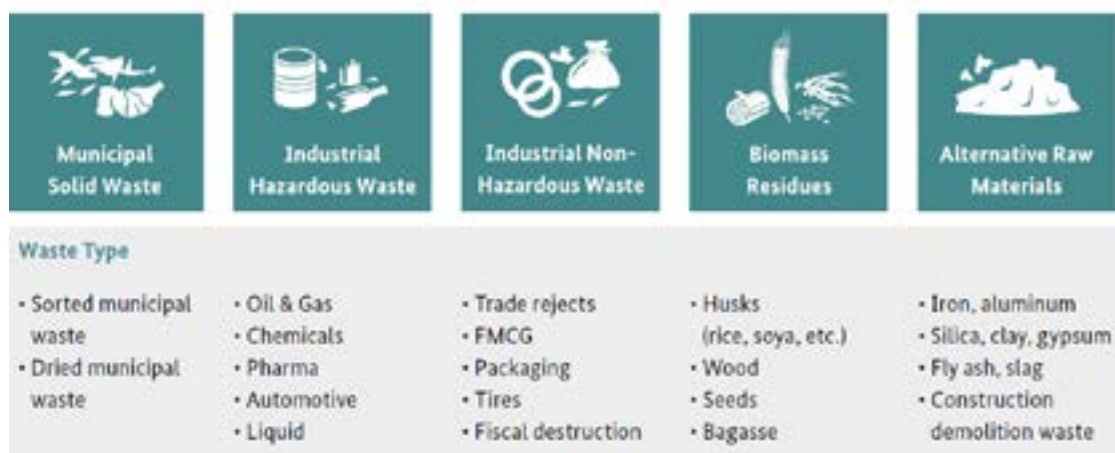 Municipal
Solid Waste
Industrial
Hazardous Waste
Industrial Non-
Hazardous Waste
Biomass
Residues
Alternative Raw
Materials
Waste Type
• Sorted municipal
waste
• Dried municipal
waste
• Oil & Gas
• Chemicals
• Pharma
• Automotive
• Liquid
• Trade rejects
• FMCG
• Packaging
• Tires
• Fiscal destruction
• Husks
(rice, soya, etc.)
• Wood
• Seeds
• Bagasse
• Iron, aluminum
• Silica, clay, gypsum
• Fly ash, slag
• Construction
demolition waste